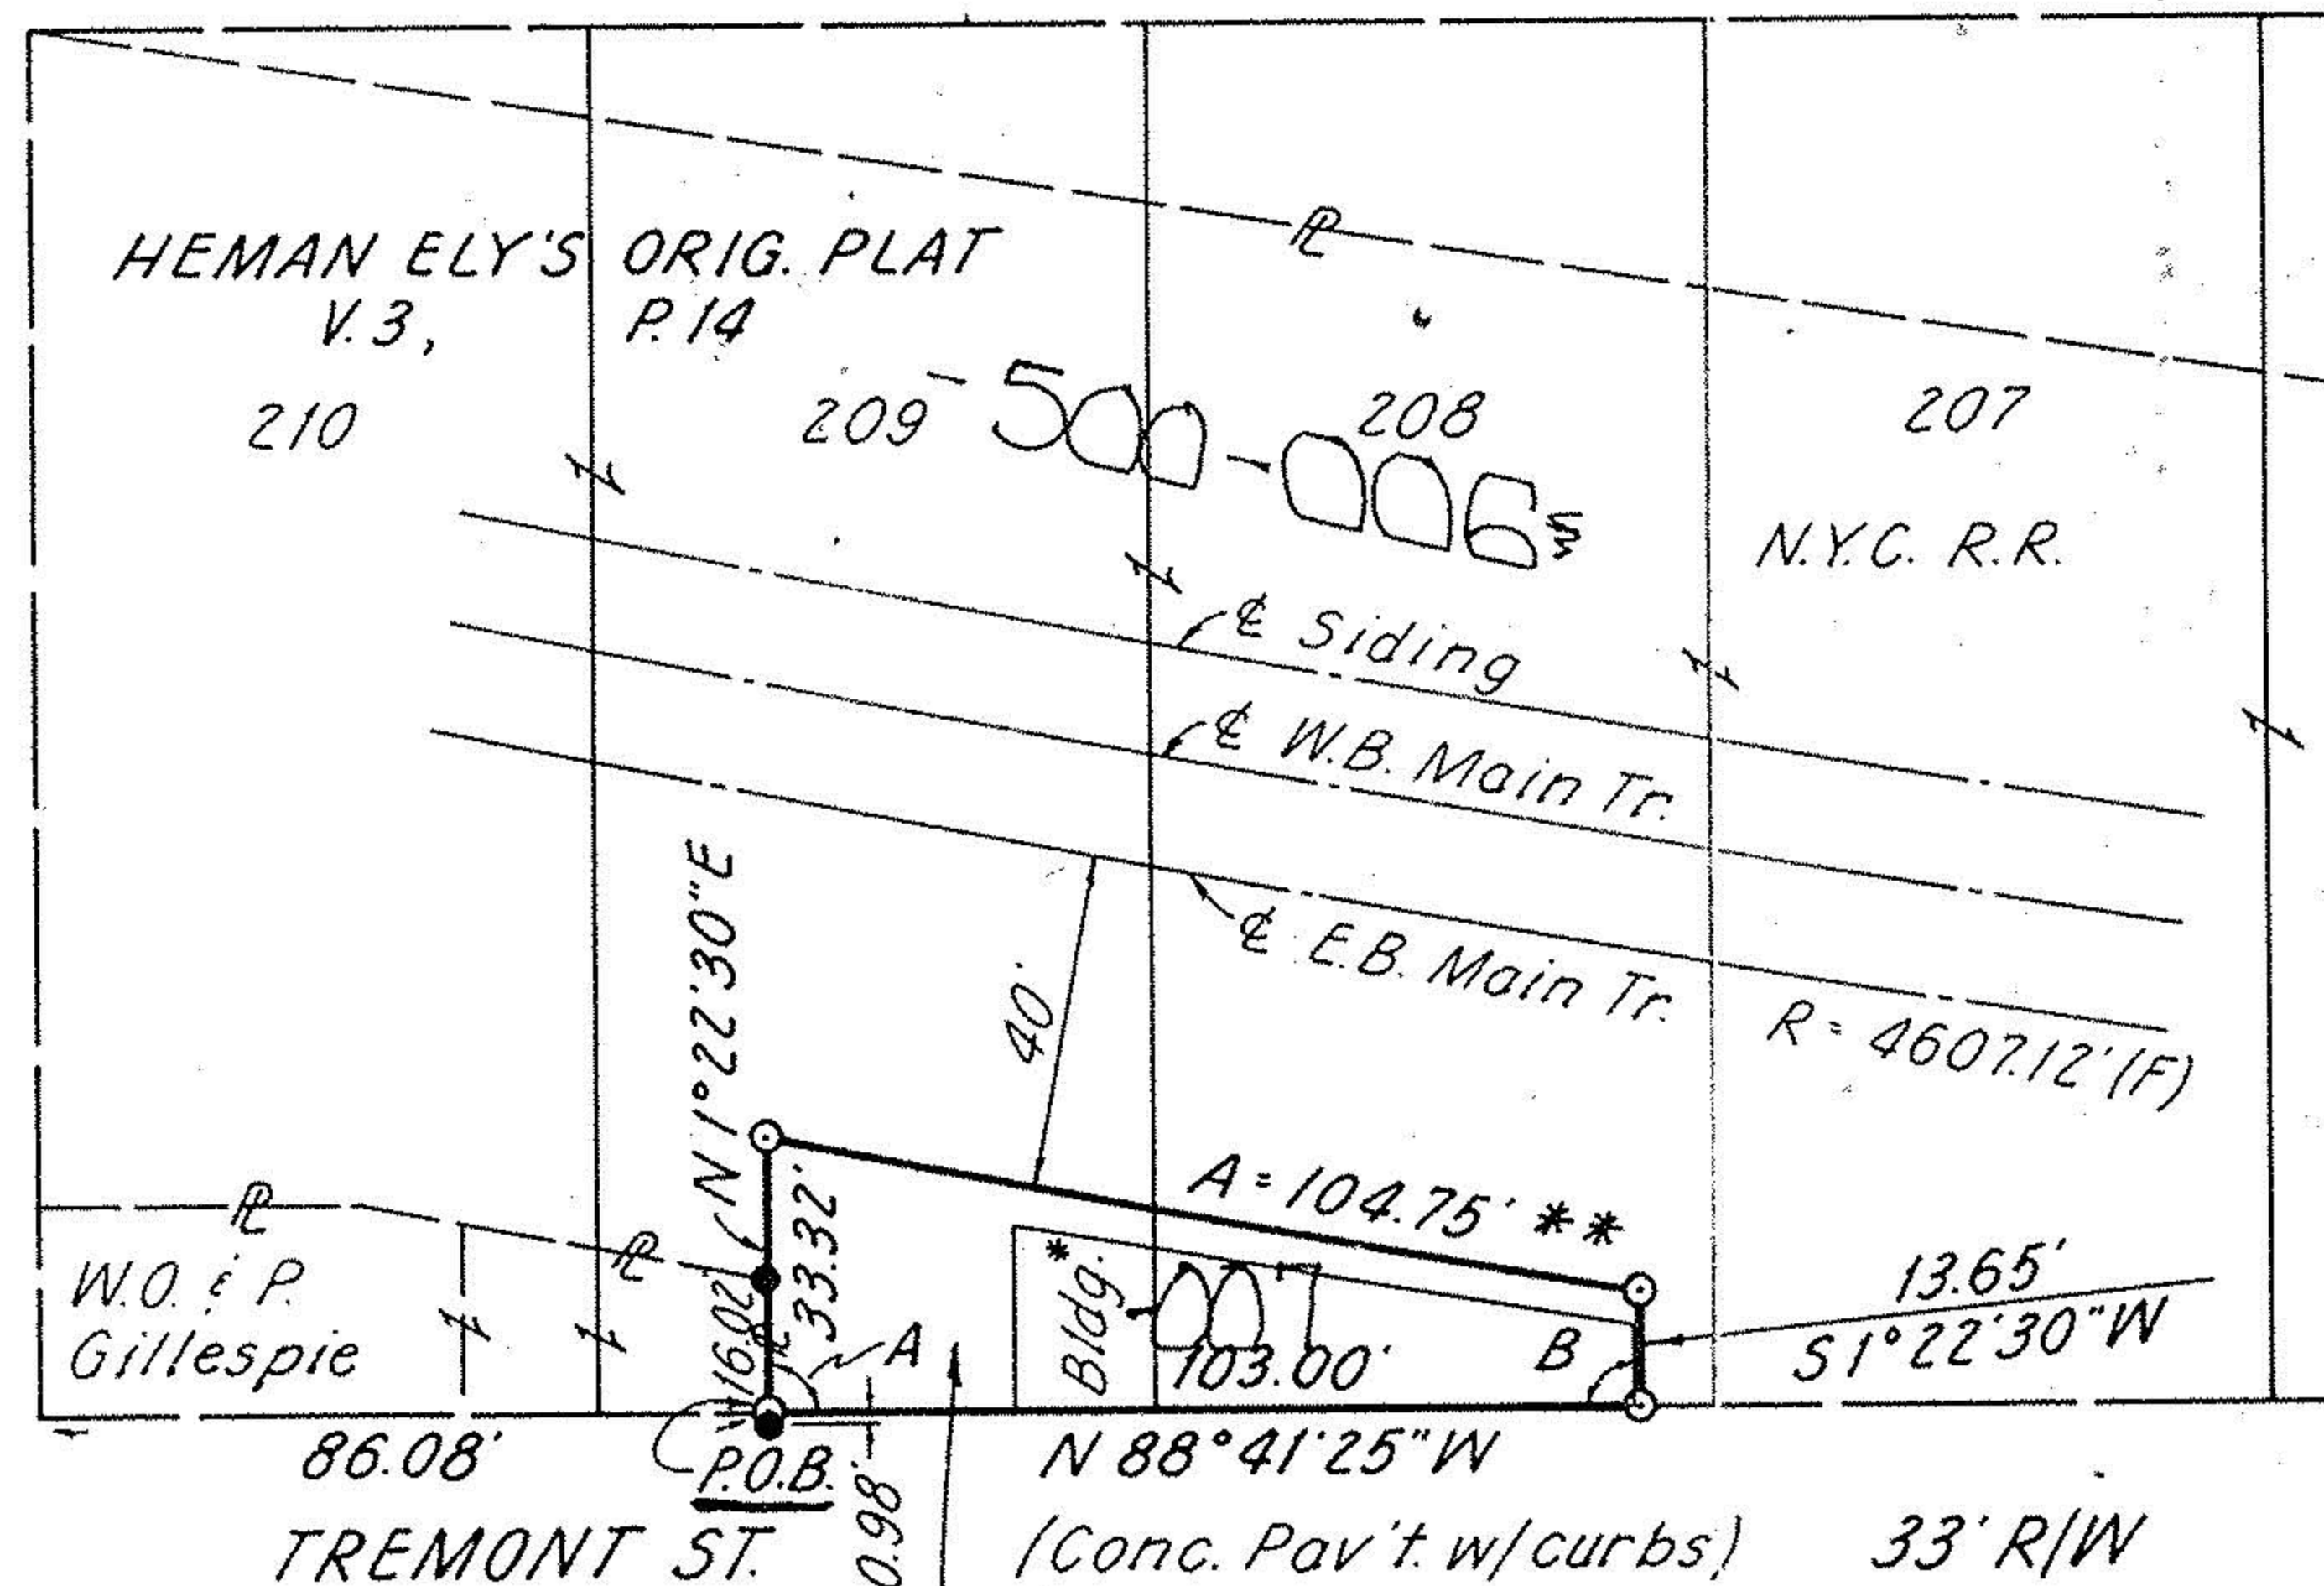 HEMAN ELY'S ORIG. PLAT
V. 3, P. 14
210
209
208
207
-500-006
N.Y.C. R.R.
℄ Siding
℄ W.B. Main Tr.
℄ E.B. Main Tr.
R = 4607.12' (F)
40'
N 1°22'30"E
33.32'
16.02'
A = 104.75' **
13.65'
S 1°22'30"W
℄
℄
℄
℄
W.O. & P.
Gillespie
A
Bldg.*
-007
103.00'
B
86.08'
P.O.B.
0.98'
N 88°41'25"W
TREMONT ST.
(Conc. Pav't. w/curbs)
33' R/W